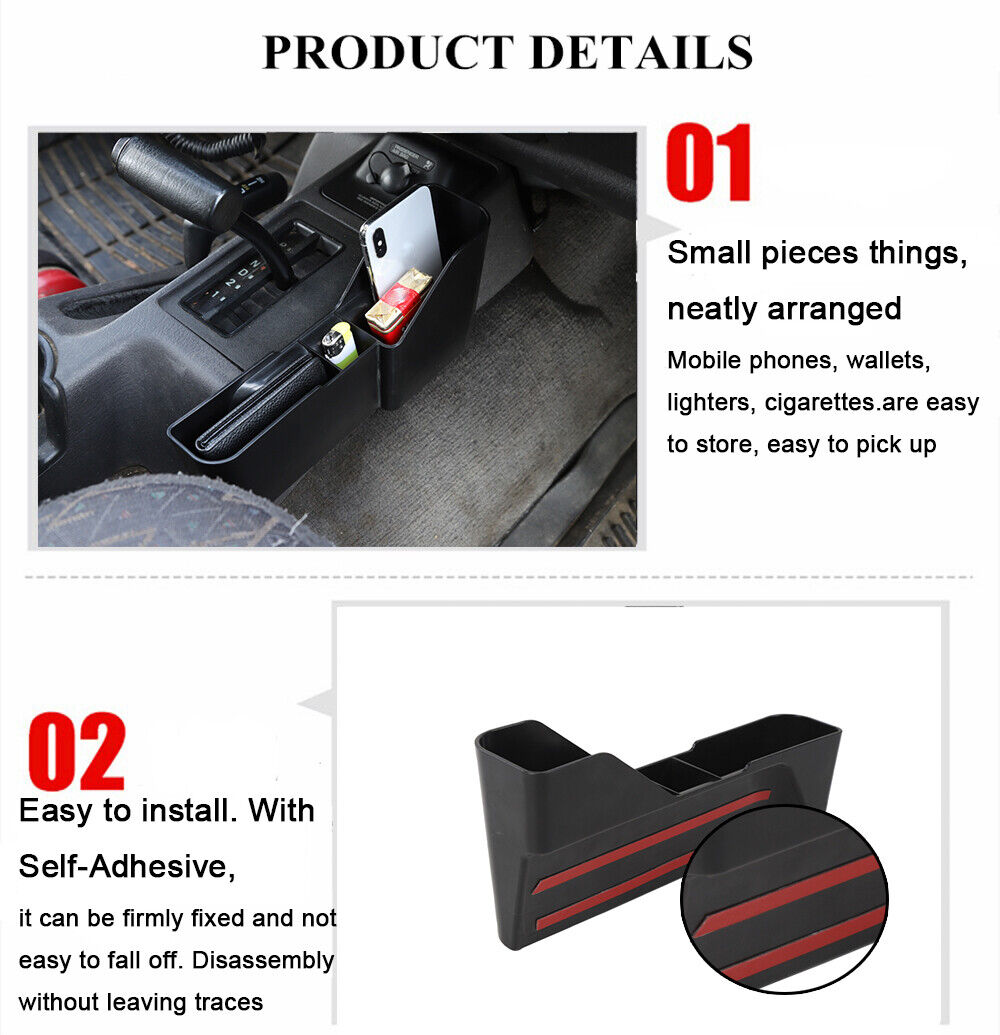 PRODUCT DETAILS
01
Small pieces things,
neatly arranged
Mobile phones, wallets,
lighters, cigarettes.are easy
to store, easy to pick up
D
N
2
1
02
Easy to install. With
Self-Adhesive,
it can be firmly fixed and not
easy to fall off. Disassembly
without leaving traces